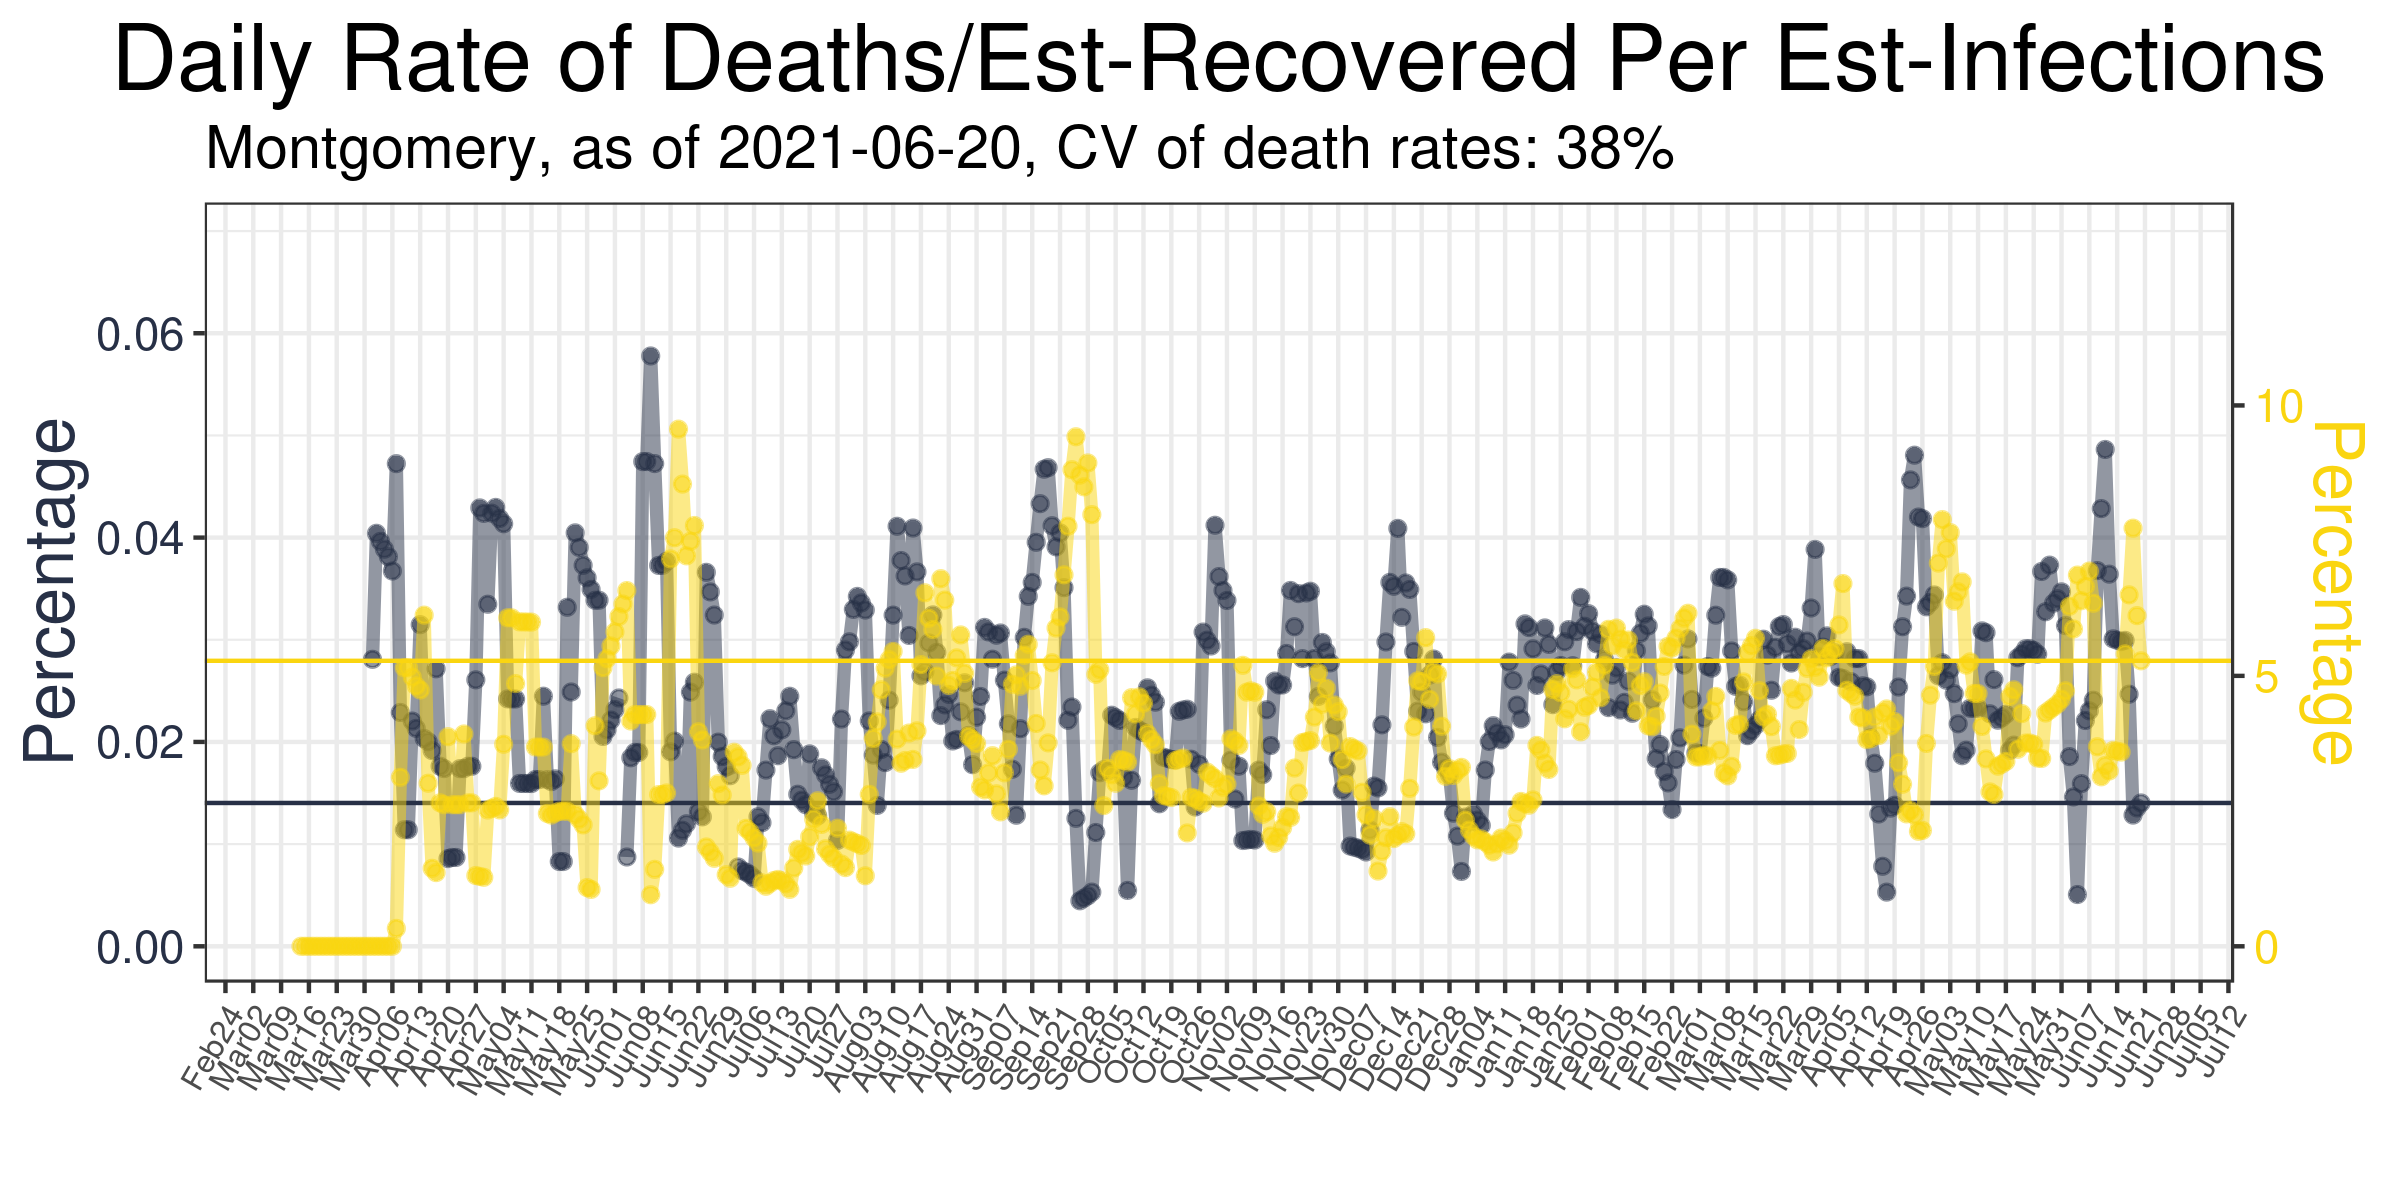 Daily Rate of Deaths/Est-Recovered Per Est-Infections
Montgomery, as of 2021-06-20, CV of death rates: 38%
Percentage
0.06
0.04
0.02
0.00
10
5
0
Percentage
Feb24
Mar02
Mar09
Mar16
Mar23
Mar30
Apr06
Apr13
Apr20
Apr27
May04
May11
May18
May25
Jun01
Jun08
Jun15
Jun22
Jun29
Jul06
Jul13
Jul20
Jul27
Aug03
Aug10
Aug17
Aug24
Aug31
Sep07
Sep14
Sep21
Sep28
Oct05
Oct12
Oct19
Oct26
Nov02
Nov09
Nov16
Nov23
Nov30
Dec07
Dec14
Dec21
Dec28
Jan04
Jan11
Jan18
Jan25
Feb01
Feb08
Feb15
Feb22
Mar01
Mar08
Mar15
Mar22
Mar29
Apr05
Apr12
Apr19
Apr26
May03
May10
May17
May24
May31
Jun07
Jun14
Jun21
Jun28
Jul05
Jul12